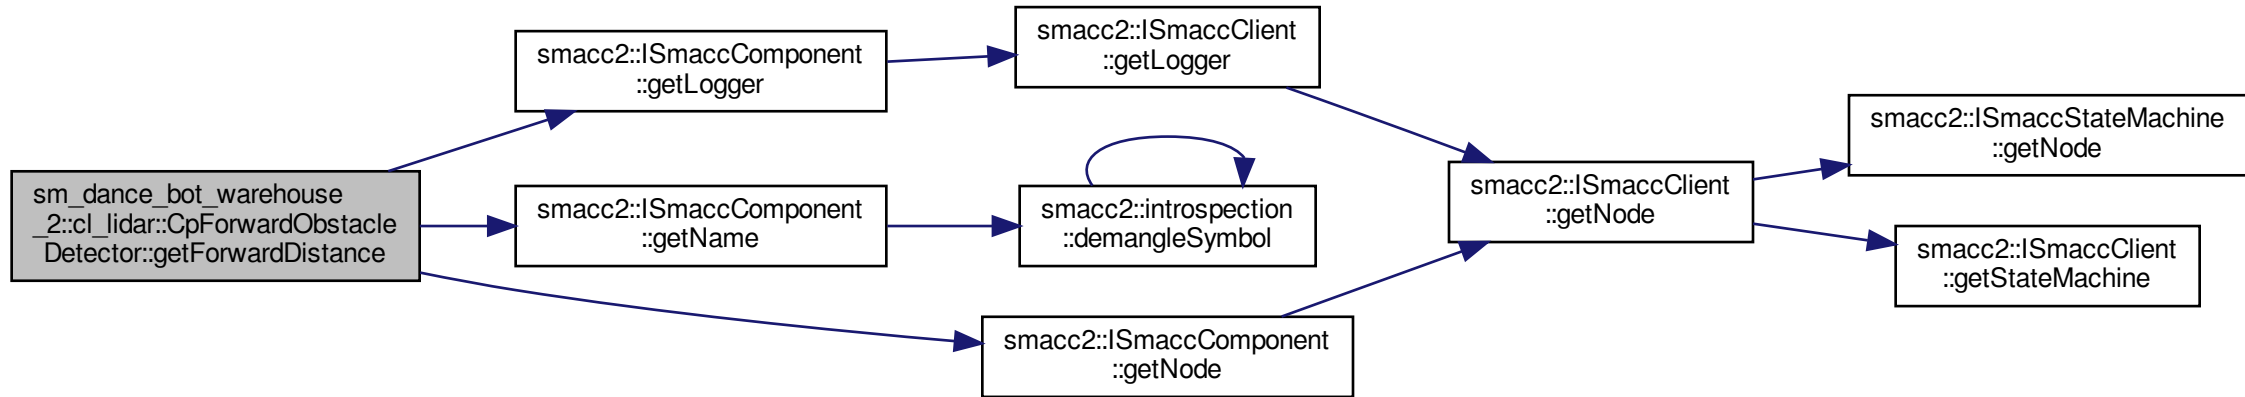 sm_dance_bot_warehouse
_2::cl_lidar::CpForwardObstacle
Detector::getForwardDistance
smacc2::ISmaccComponent
::getLogger
smacc2::ISmaccClient
::getLogger
smacc2::ISmaccComponent
::getName
smacc2::introspection
::demangleSymbol
smacc2::ISmaccComponent
::getNode
smacc2::ISmaccClient
::getNode
smacc2::ISmaccStateMachine
::getNode
smacc2::ISmaccClient
::getStateMachine